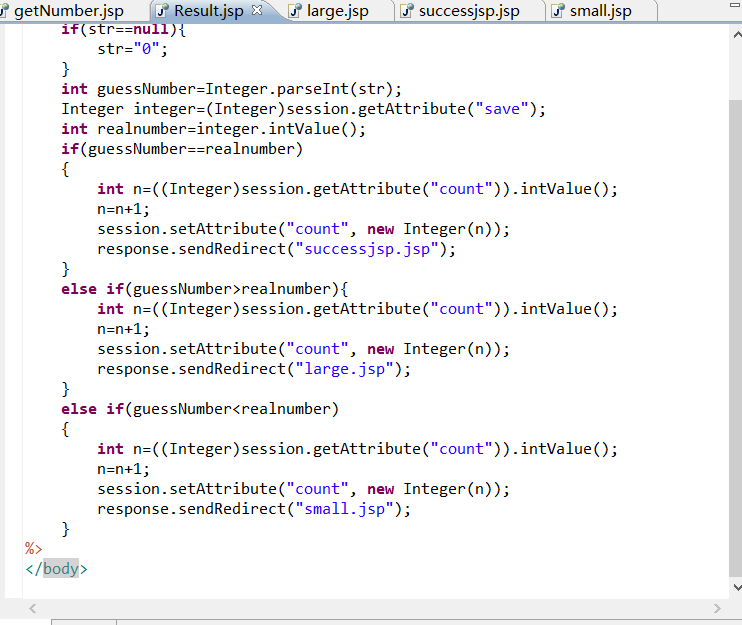 getNumber.jsp Result.jsp large.jsp successjsp.jsp small.jsp
if(str==null){
str="0";
}
int guessNumber=Integer.parseInt(str);
Integer integer=(Integer)session.getAttribute("save");
int realnumber=integer.intValue();
if(guessNumber==realnumber)
{
int n=((Integer)session.getAttribute("count")).intValue();
n=n+1;
session.setAttribute("count", new Integer(n));
response.sendRedirect("successjsp.jsp");
}
else if(guessNumber>realnumber){
int n=((Integer)session.getAttribute("count")).intValue();
n=n+1;
session.setAttribute("count", new Integer(n));
response.sendRedirect("large.jsp");
}
else if(guessNumber<realnumber)
{
int n=((Integer)session.getAttribute("count")).intValue();
n=n+1;
session.setAttribute("count", new Integer(n));
response.sendRedirect("small.jsp");
}
%>
</body>